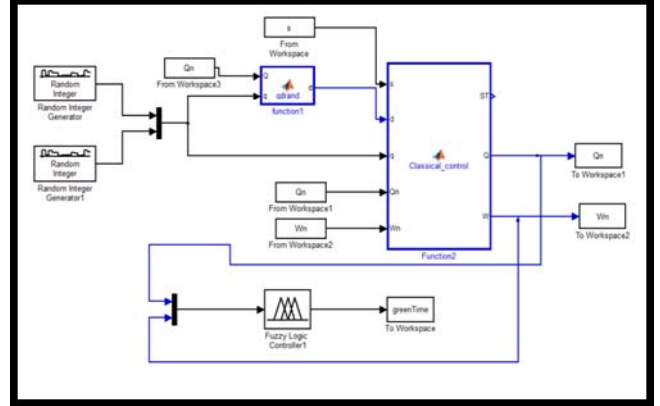 s
From
Workspace
Qn
From Workspace3
Q
q
qdrand
d
function1
Random
Integer
Random Integer
Generator
Random
Integer
Random Integer
Generator1
s
d
q
Qn
Wn
ST
Q
W
Classical_control
Function2
Qn
From Workspace1
Wn
From Workspace2
Qn
To Workspace1
Wn
To Workspace2
Fuzzy Logic
Controller1
greenTime
To Workspace